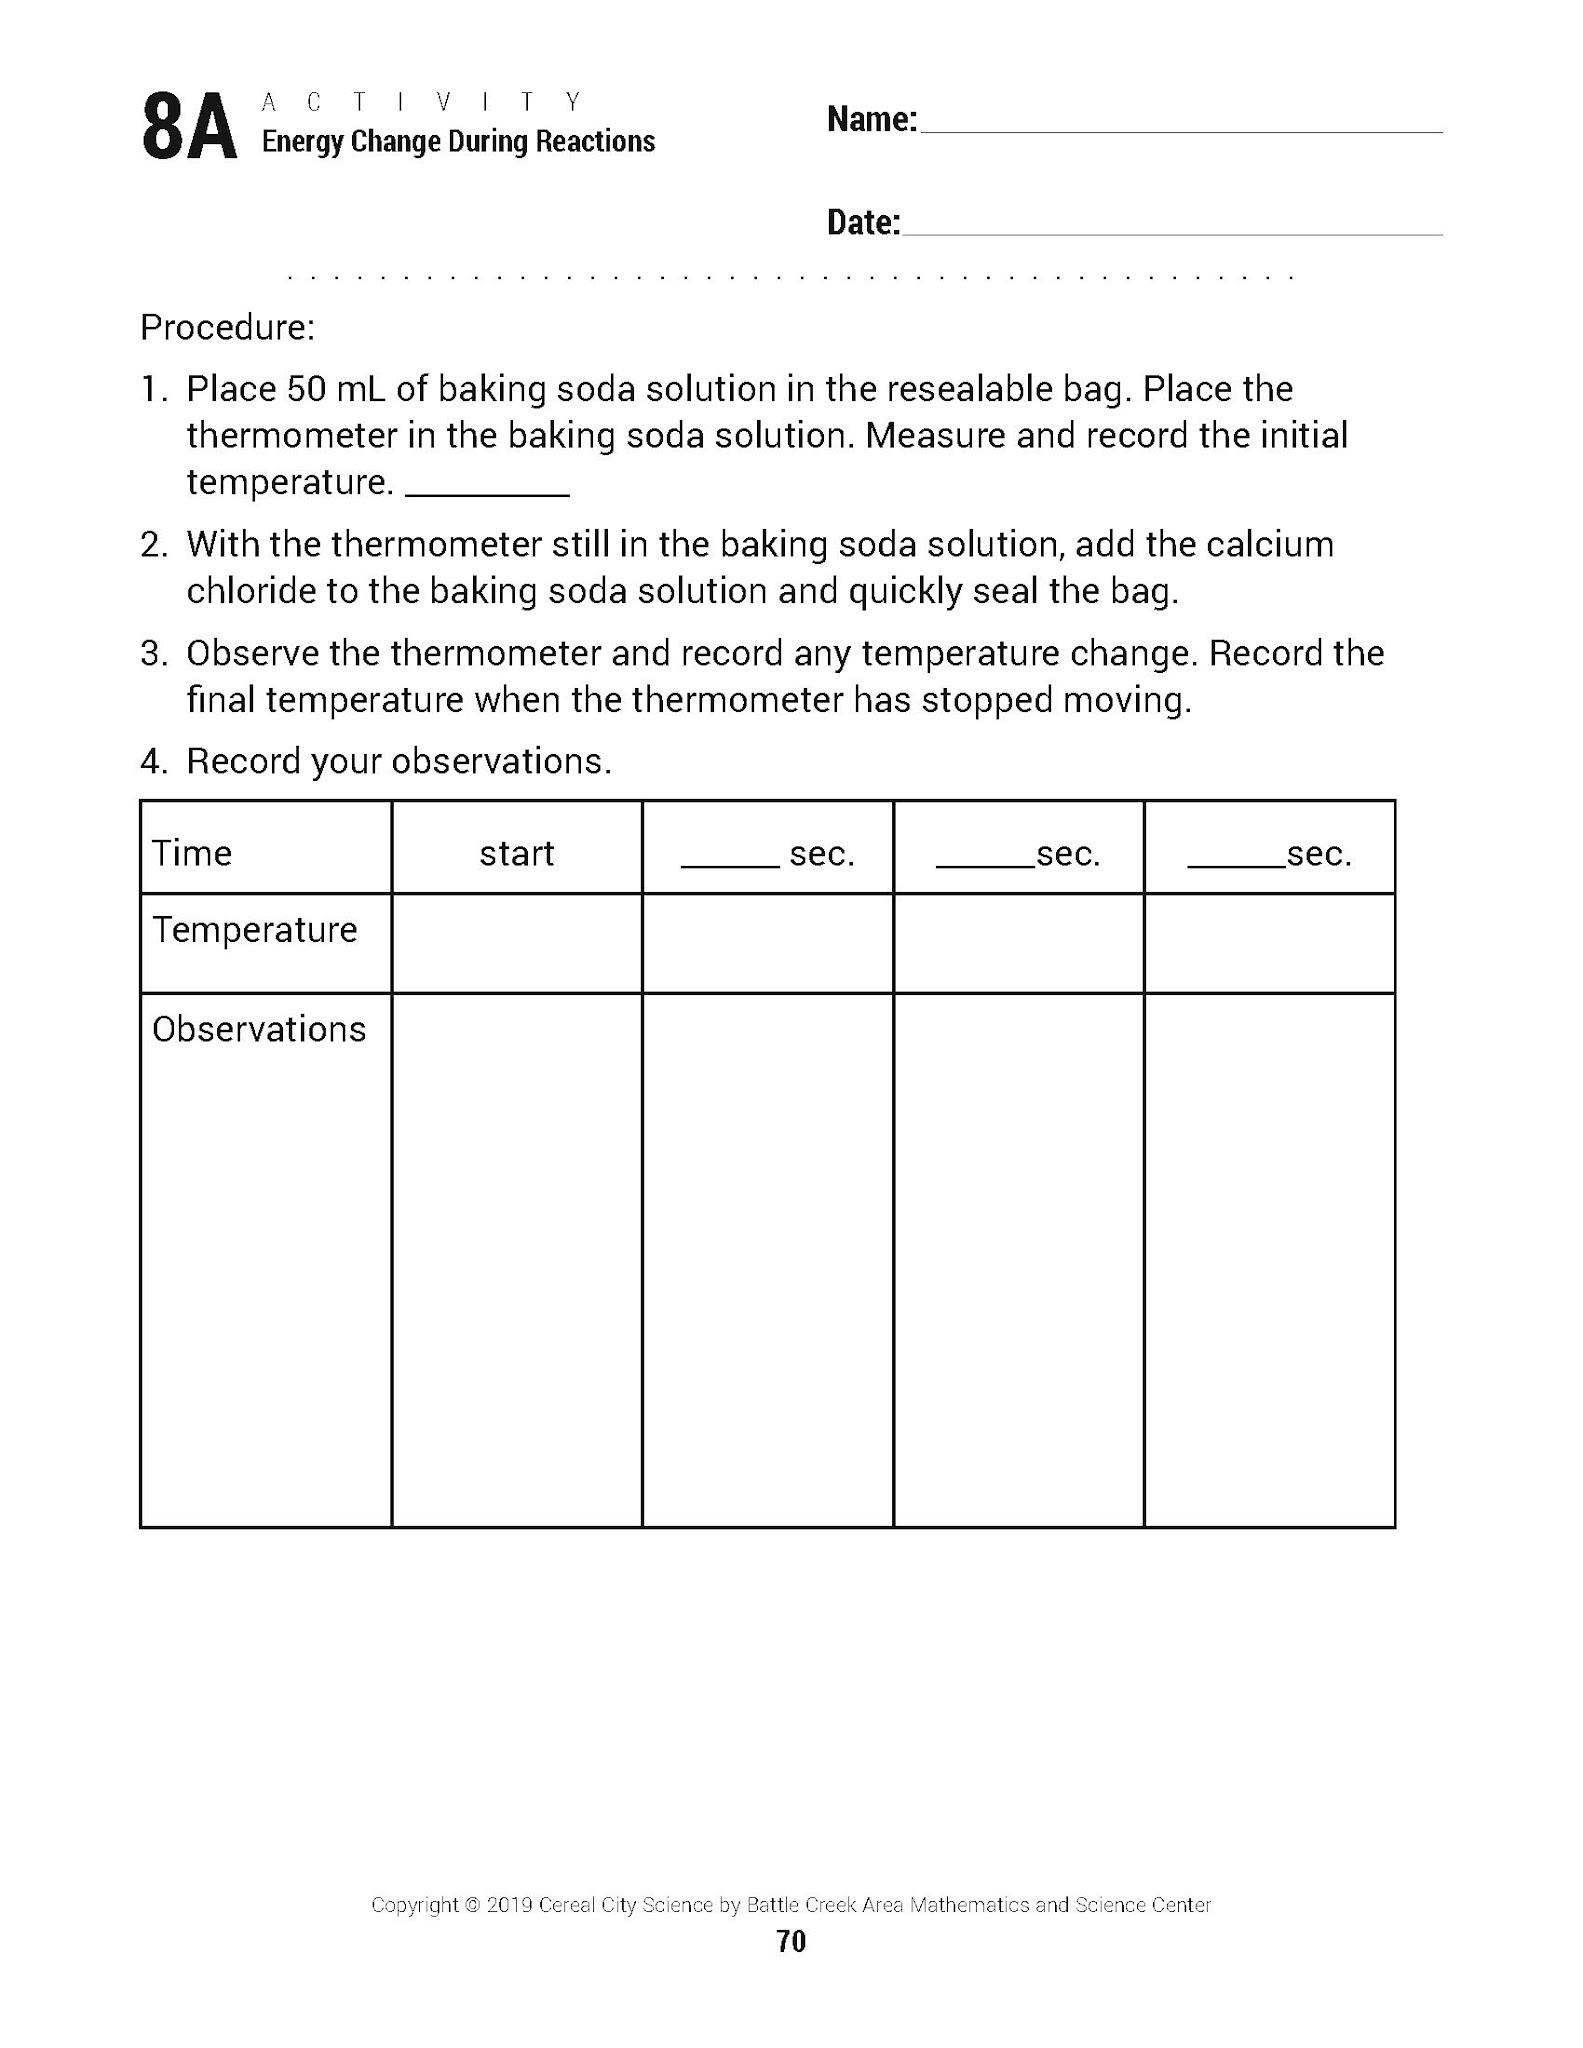 8A A C T I V I T Y
Energy Change During Reactions
Name:
Date:
Procedure:
1. Place 50 mL of baking soda solution in the resealable bag. Place the
thermometer in the baking soda solution. Measure and record the initial
temperature. ________
2. With the thermometer still in the baking soda solution, add the calcium
chloride to the baking soda solution and quickly seal the bag.
3. Observe the thermometer and record any temperature change. Record the
final temperature when the thermometer has stopped moving.
4. Record your observations.
Time start _____ sec. _____sec. _____sec.
Temperature
Observations
Copyright © 2019 Cereal City Science by Battle Creek Area Mathematics and Science Center
70